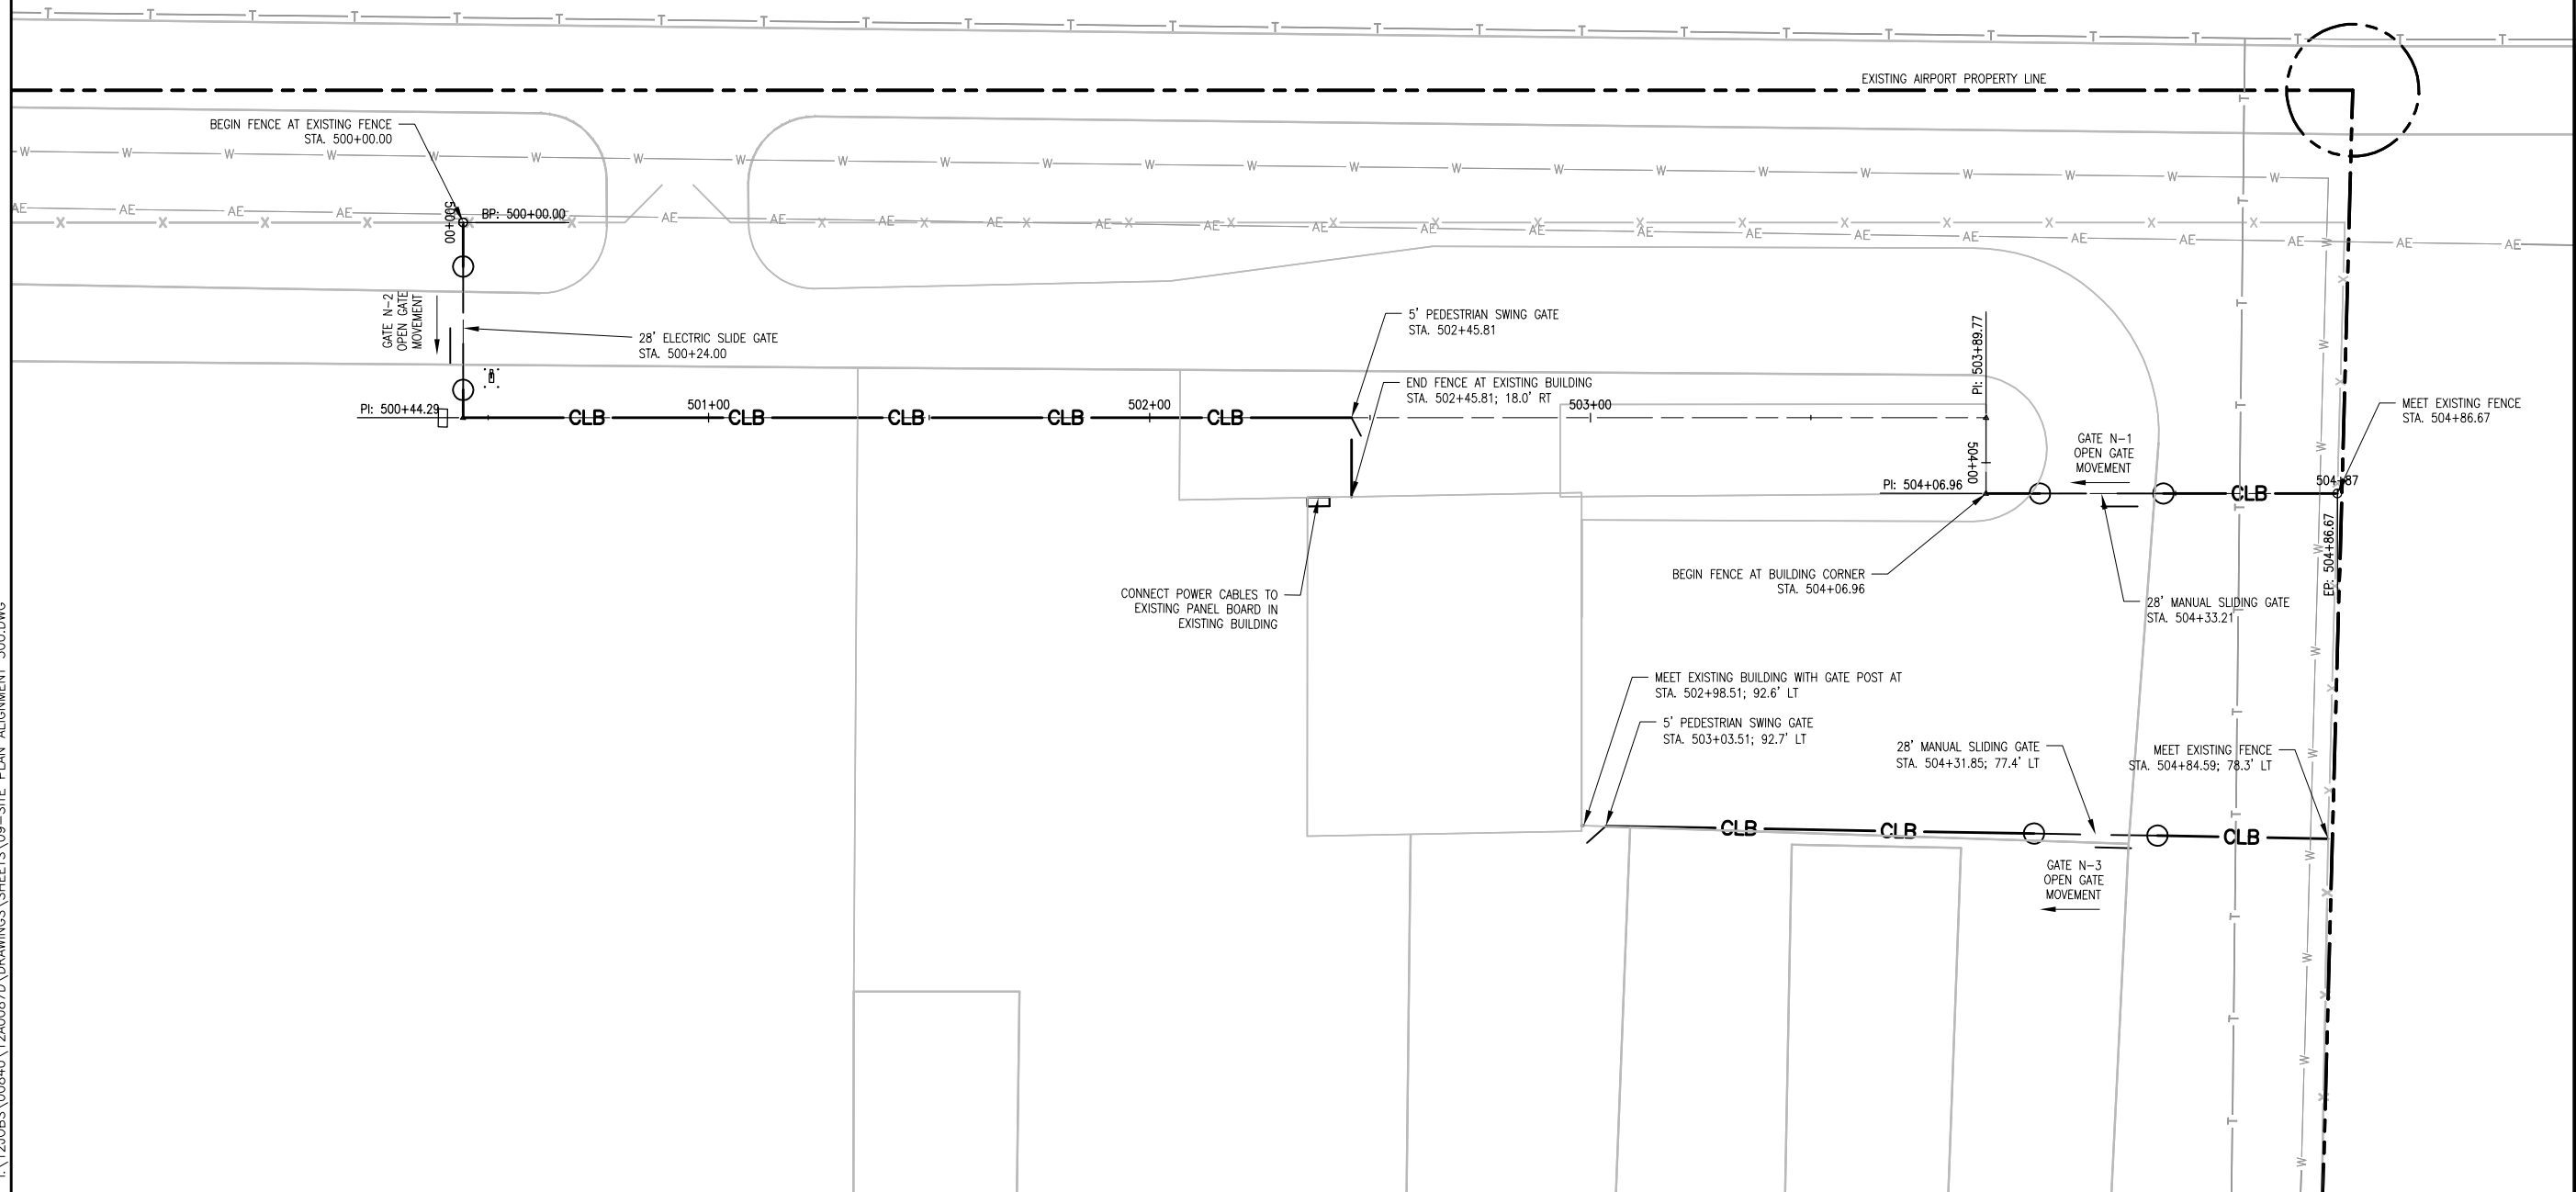 EXISTING AIRPORT PROPERTY LINE
BEGIN FENCE AT EXISTING FENCE
STA. 500+00.00
500+00
BP: 500+00.00
GATE N-2
OPEN GATE
MOVEMENT
28' ELECTRIC SLIDE GATE
STA. 500+24.00
PI: 500+44.29
501+00
502+00
503+00
CLB CLB CLB CLB CLB
5' PEDESTRIAN SWING GATE
STA. 502+45.81
END FENCE AT EXISTING BUILDING
STA. 502+45.81; 18.0' RT
PI: 503+89.77
504+00
PI: 504+06.96
GATE N-1
OPEN GATE
MOVEMENT
MEET EXISTING FENCE
STA. 504+86.67
CLB
504+87
EP: 504+86.67
CONNECT POWER CABLES TO
EXISTING PANEL BOARD IN
EXISTING BUILDING
BEGIN FENCE AT BUILDING CORNER
STA. 504+06.96
28' MANUAL SLIDING GATE
STA. 504+33.21
MEET EXISTING BUILDING WITH GATE POST AT
STA. 502+98.51; 92.6' LT
5' PEDESTRIAN SWING GATE
STA. 503+03.51; 92.7' LT
28' MANUAL SLIDING GATE
STA. 504+31.85; 77.4' LT
MEET EXISTING FENCE
STA. 504+84.59; 78.3' LT
CLB CLB CLB
GATE N-3
OPEN GATE
MOVEMENT